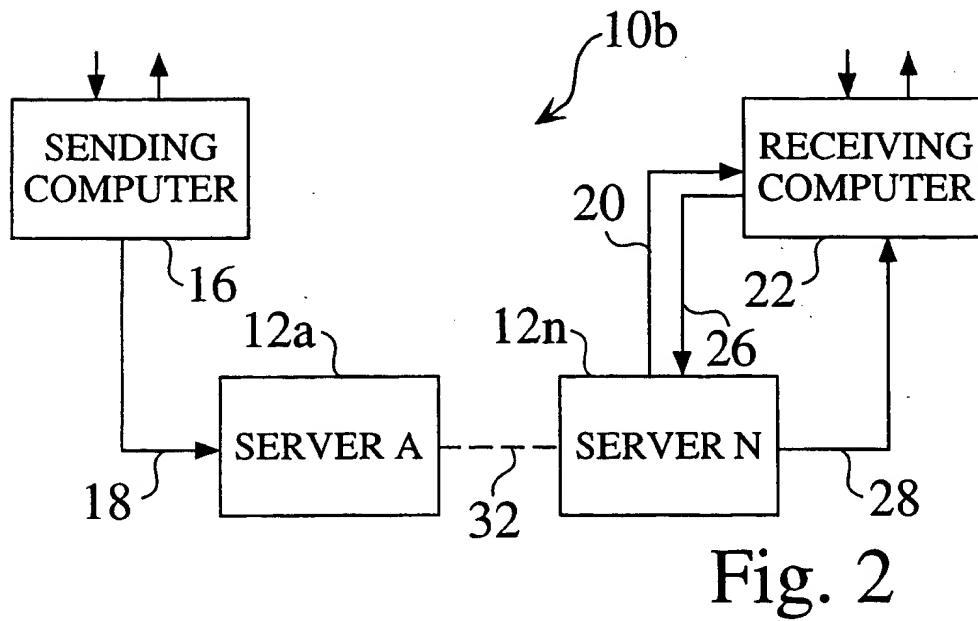 10b
SENDING
COMPUTER
RECEIVING
COMPUTER
20
16
22
12a
12n
26
SERVER A
SERVER N
18
32
28
Fig. 2